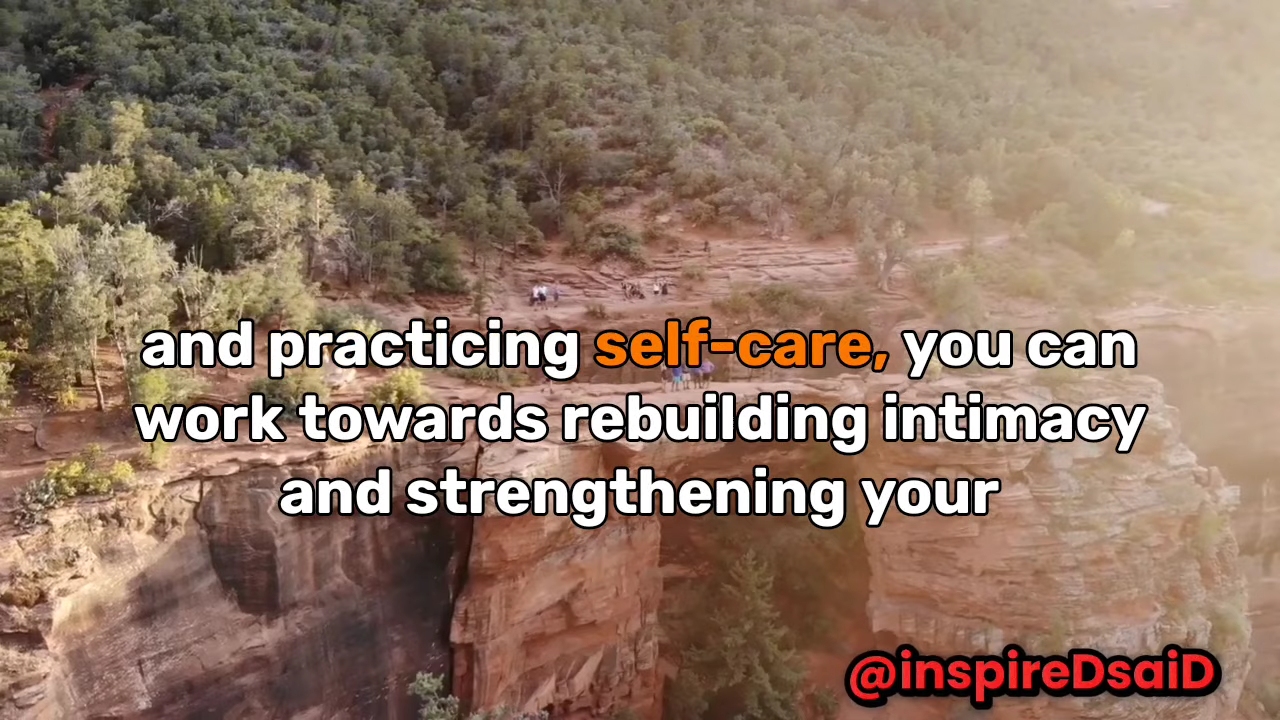 and practicing self-care, you can
work towards rebuilding intimacy
and strengthening your
@inspireDsaiD